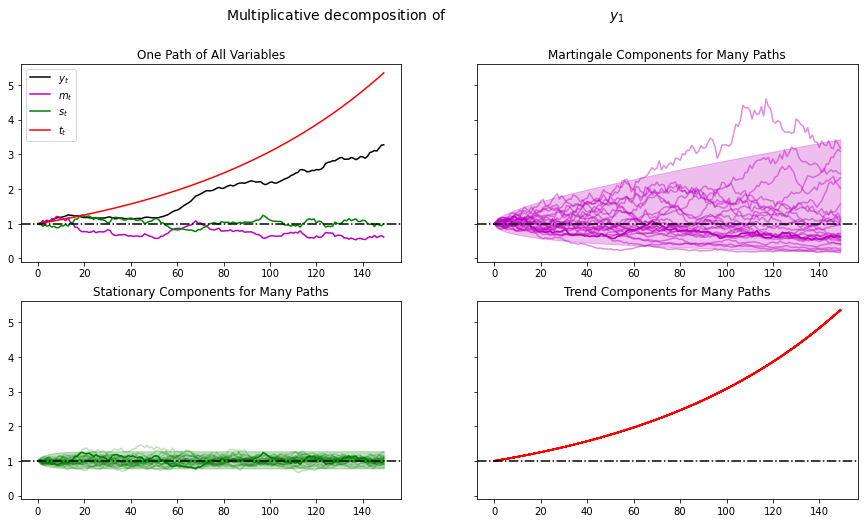 Multiplicative decomposition of y₁
One Path of All Variables
5
4
3
2
1
0
yₜ
mₜ
sₜ
tₜ
0 20 40 60 80 100 120 140
Martingale Components for Many Paths
0 20 40 60 80 100 120 140
Stationary Components for Many Paths
5
4
3
2
1
0
0 20 40 60 80 100 120 140
Trend Components for Many Paths
0 20 40 60 80 100 120 140